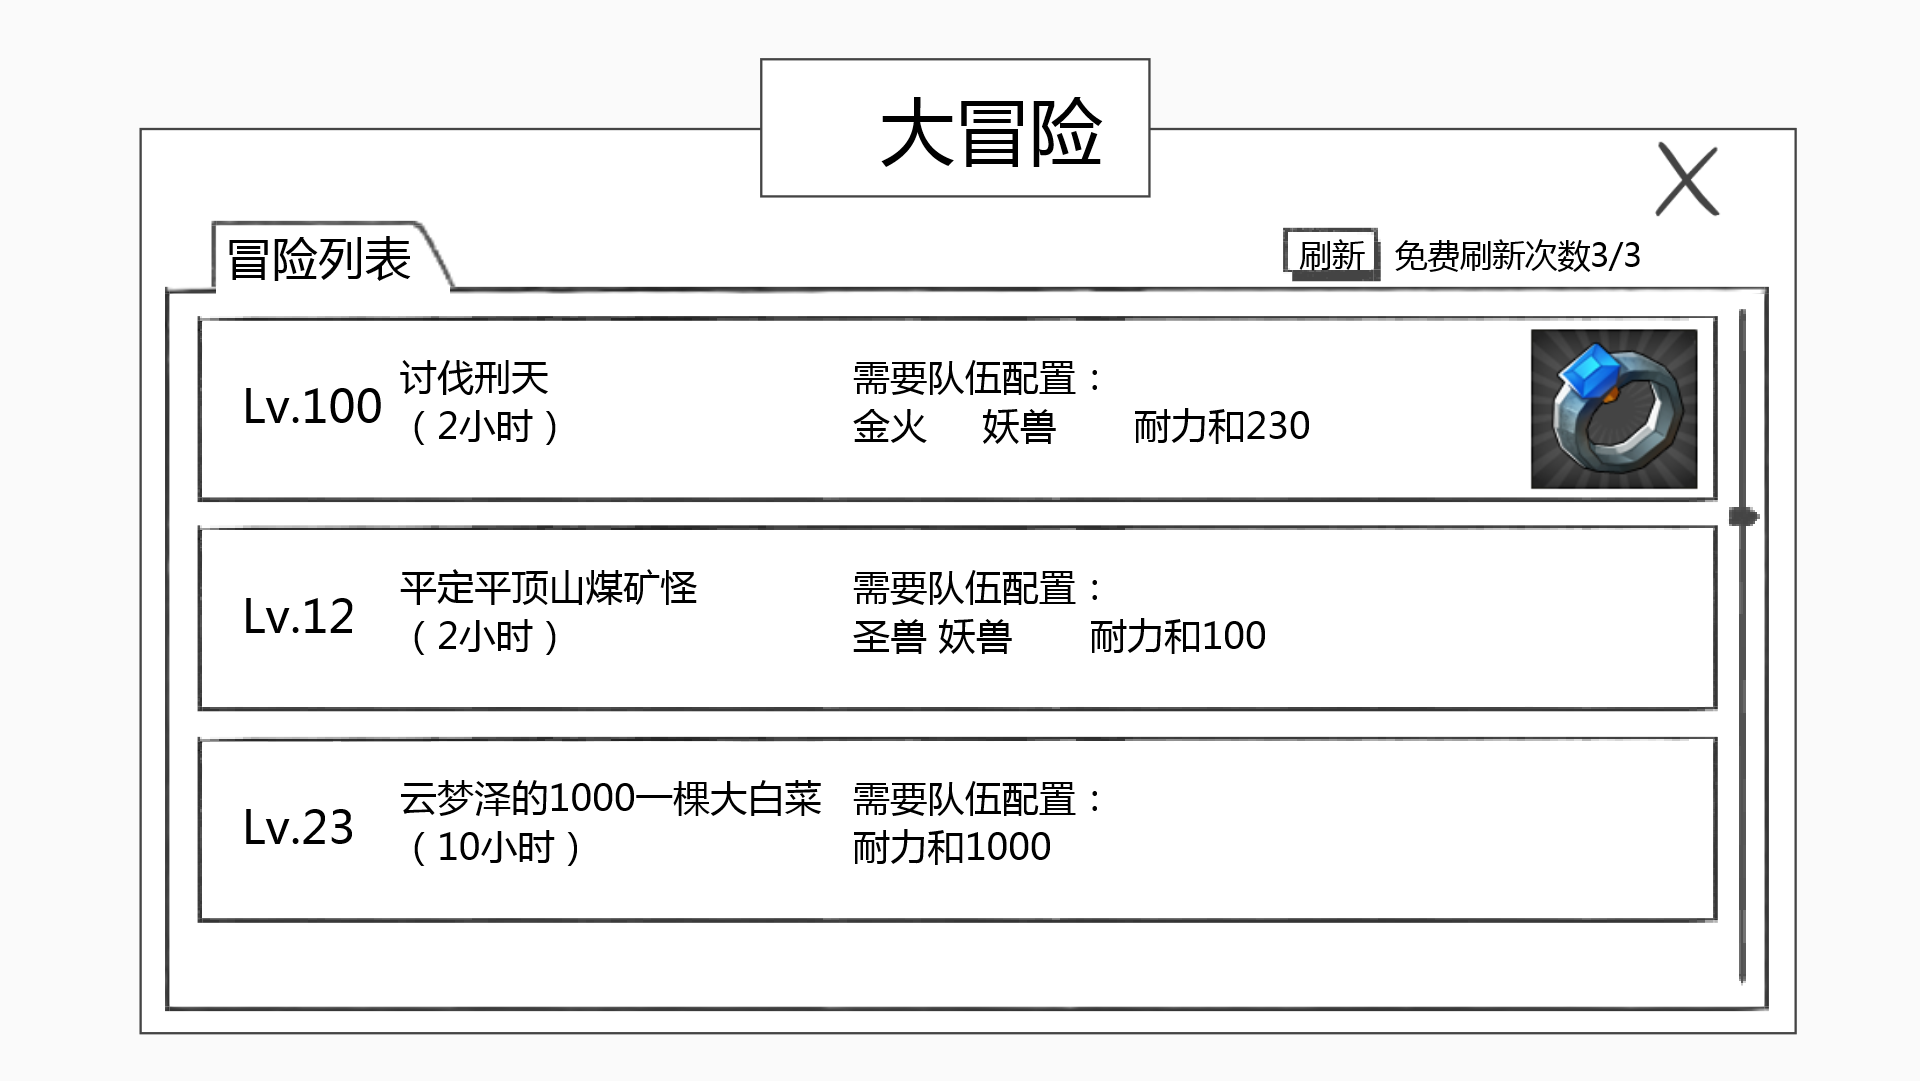 大冒险
冒险列表
刷新 免费刷新次数3/3
Lv.100
讨伐刑天
（2小时）
需要队伍配置：
金火 妖兽 耐力和230
Lv.12
平定平顶山煤矿怪
（2小时）
需要队伍配置：
圣兽 妖兽 耐力和100
Lv.23
云梦泽的1000一棵大白菜
（10小时）
需要队伍配置：
耐力和1000